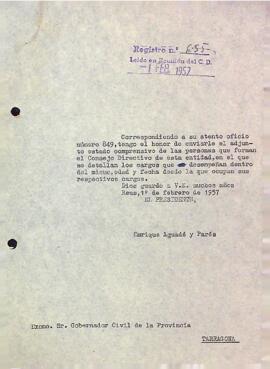 Registro n.º 655
Leído en Reunión del C.D.
-1 FEB 1957
Correspondiendo a su atento oficio
número 849, tengo el honor de enviarle el adjun-
to estado comprensivo de las personas que forman
el Consejo Directivo de esta entidad, en el que
se detallan los cargos que desempeñan dentro
del mismo, edad y fecha desde la que ocupan sus
respectivos cargos.
Dios guarde a V.E. muchos años
Reus, 1º de febrero de 1957
EL PRESIDENTE,
Enrique Aguadé y Parés
Excmo. Sr. Gobernador Civil de la Provincia
TARRAGONA